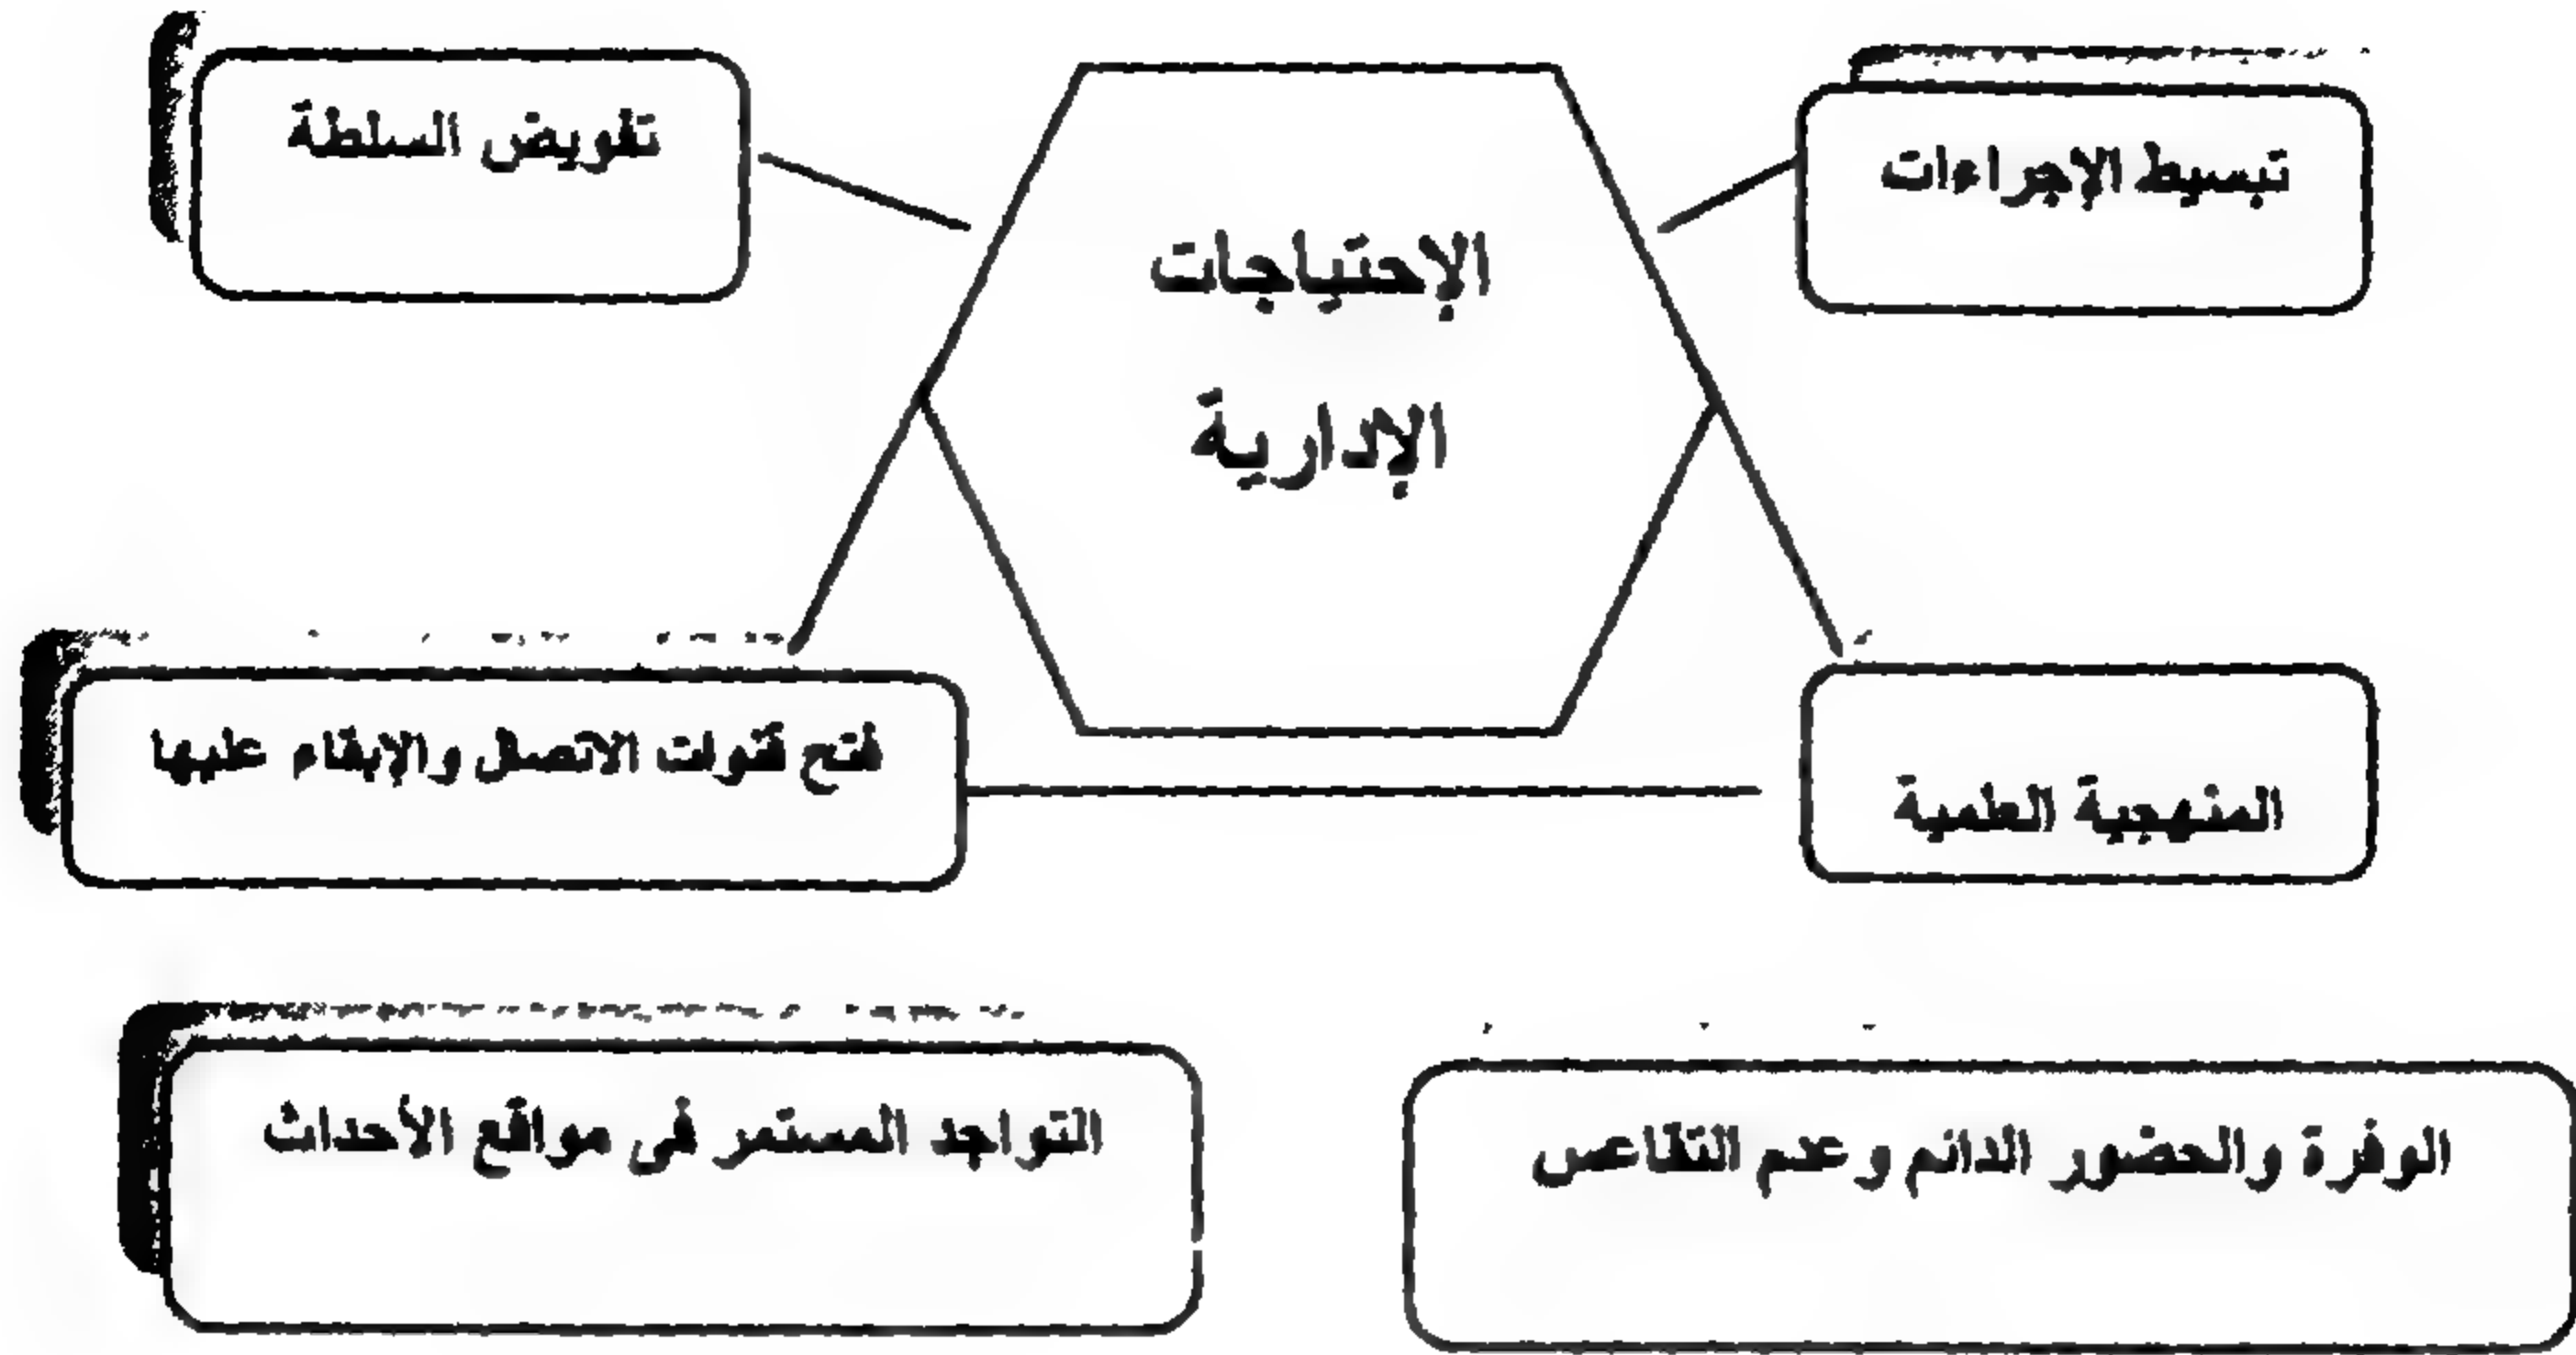 تبسيط الإجراءات
تفويض السلطة
الإحتياجات
الإدارية
المنهجية العلمية
فتح قنوات الاتصال والإبقاء عليها
الوفرة والحضور الدائم وعدم التقاعس
التواجد المستمر فى مواقع الأحداث